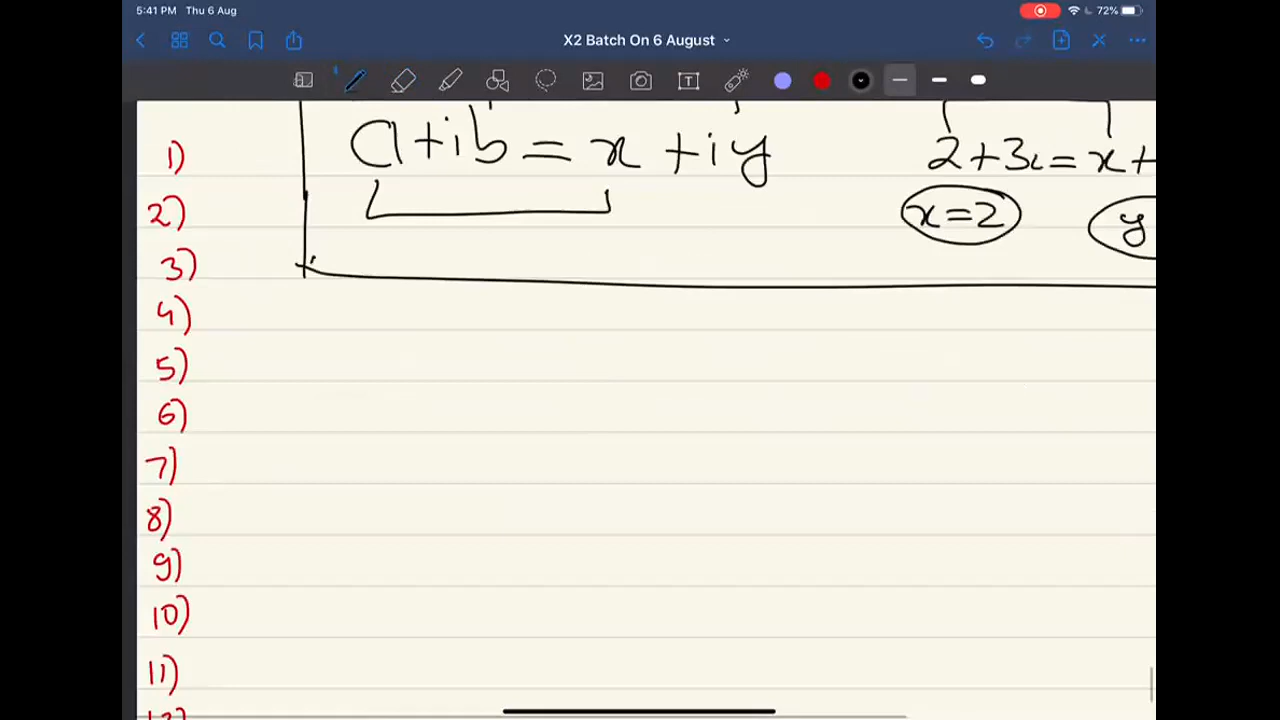 5:41 PM Thu 6 Aug 72%
X2 Batch On 6 August
T
1) a+ib = x+iy 2+3i=x+
2) x=2 y
3)
4)
5)
6)
7)
8)
9)
10)
11)